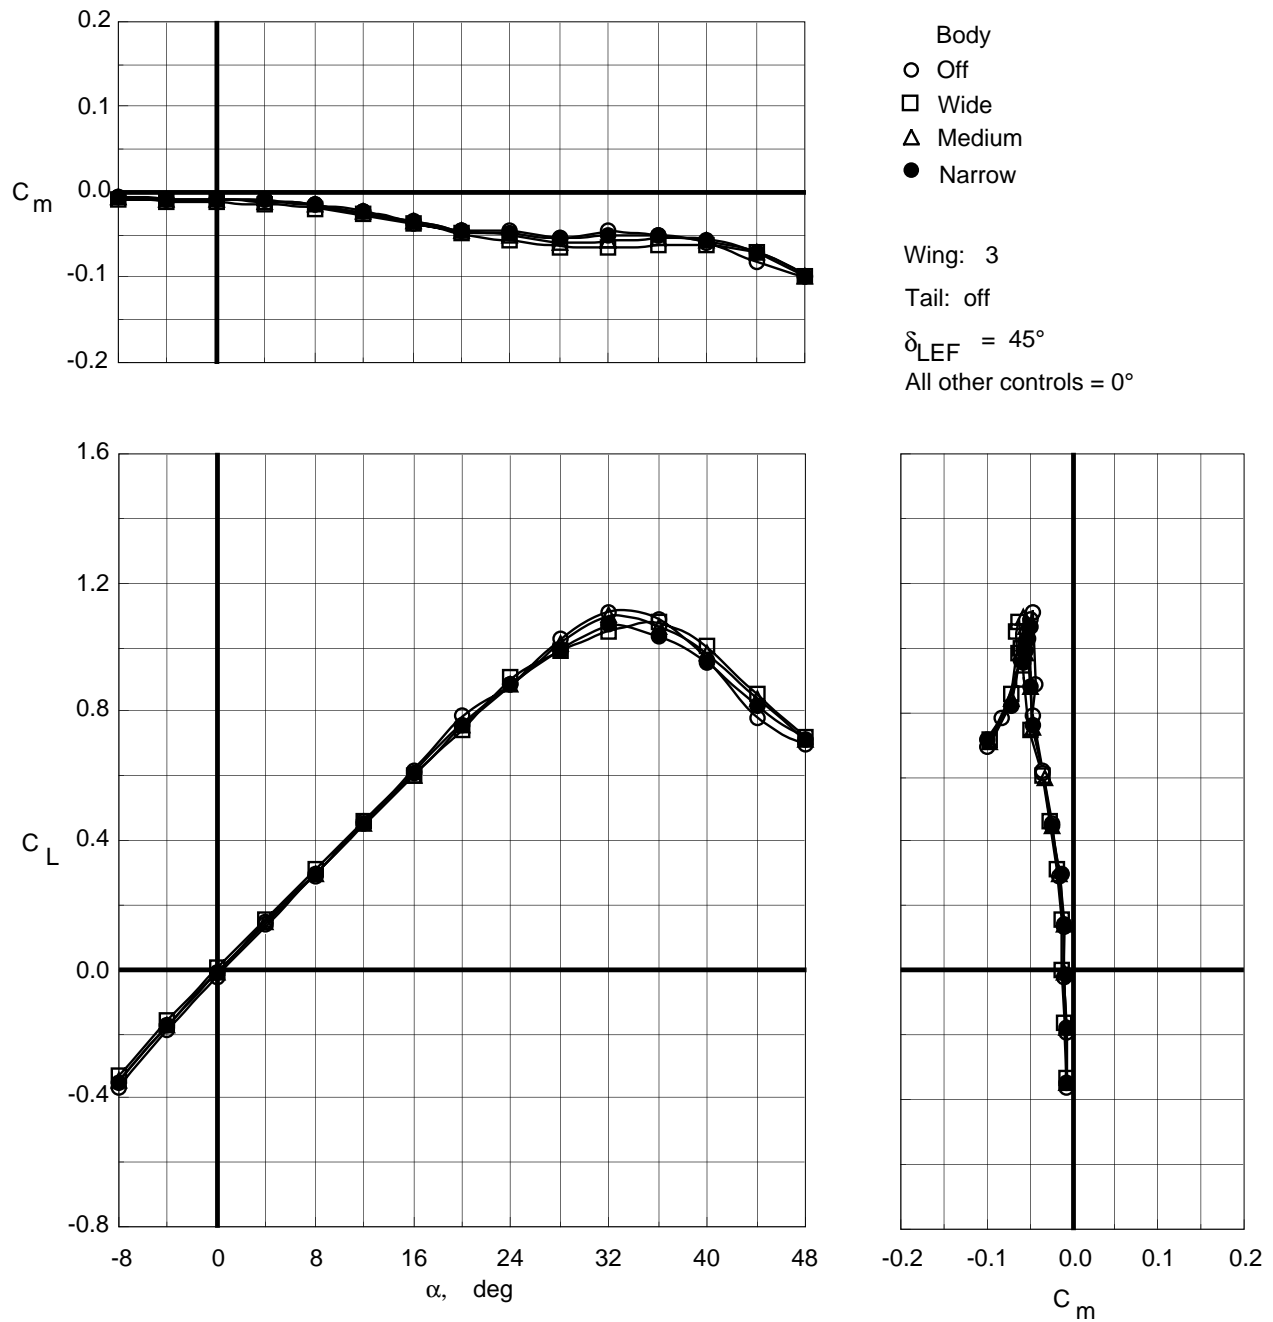 0.2
0.1
0.0
-0.1
-0.2
C m
Body
Off
Wide
Medium
Narrow
Wing: 3
Tail: off
δLEF = 45°
All other controls = 0°
1.6
1.2
0.8
0.4
0.0
-0.4
-0.8
C L
-8 0 8 16 24 32 40 48
α, deg
-0.2 -0.1 0.0 0.1 0.2
C m